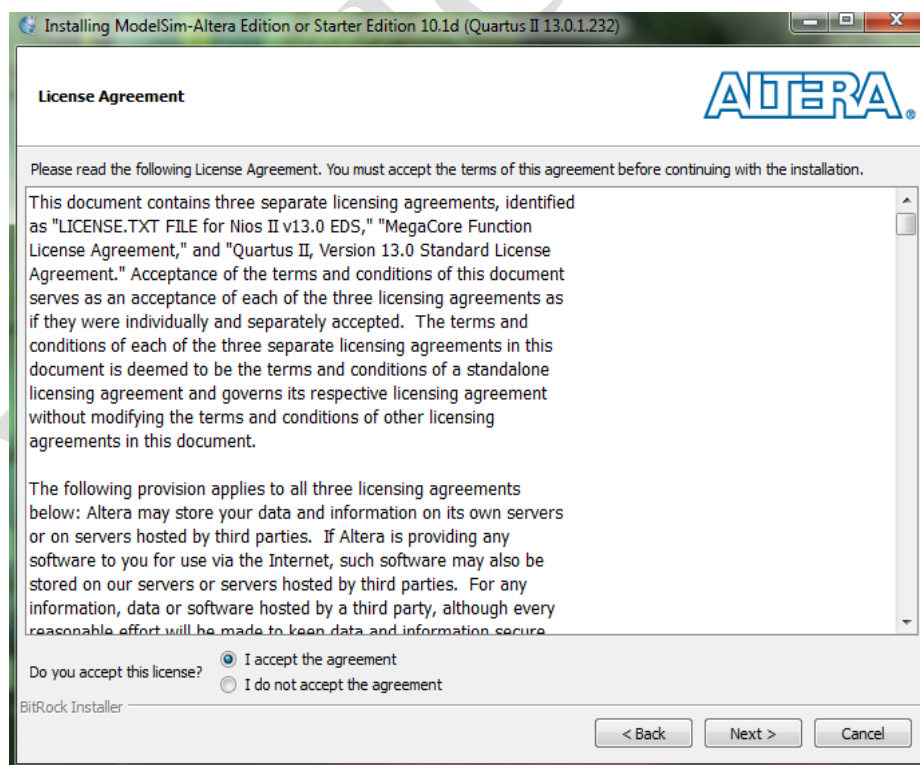 Installing ModelSim-Altera Edition or Starter Edition 10.1d (Quartus II 13.0.1.232)
License Agreement
ALTERA®
Please read the following License Agreement. You must accept the terms of this agreement before continuing with the installation.
This document contains three separate licensing agreements, identified
as "LICENSE.TXT FILE for Nios II v13.0 EDS," "MegaCore Function
License Agreement," and "Quartus II, Version 13.0 Standard License
Agreement." Acceptance of the terms and conditions of this document
serves as an acceptance of each of the three licensing agreements as
if they were individually and separately accepted.  The terms and
conditions of each of the three separate licensing agreements in this
document is deemed to be the terms and conditions of a standalone
licensing agreement and governs its respective licensing agreement
without modifying the terms and conditions of other licensing
agreements in this document.
The following provision applies to all three licensing agreements
below: Altera may store your data and information on its own servers
or on servers hosted by third parties.  If Altera is providing any
software to you for use via the Internet, such software may also be
stored on our servers or servers hosted by third parties.  For any
information, data or software hosted by a third party, although every
reasonable effort will be made to keep data and information secure
Do you accept this license?
I accept the agreement
I do not accept the agreement
BitRock Installer
< Back
Next >
Cancel